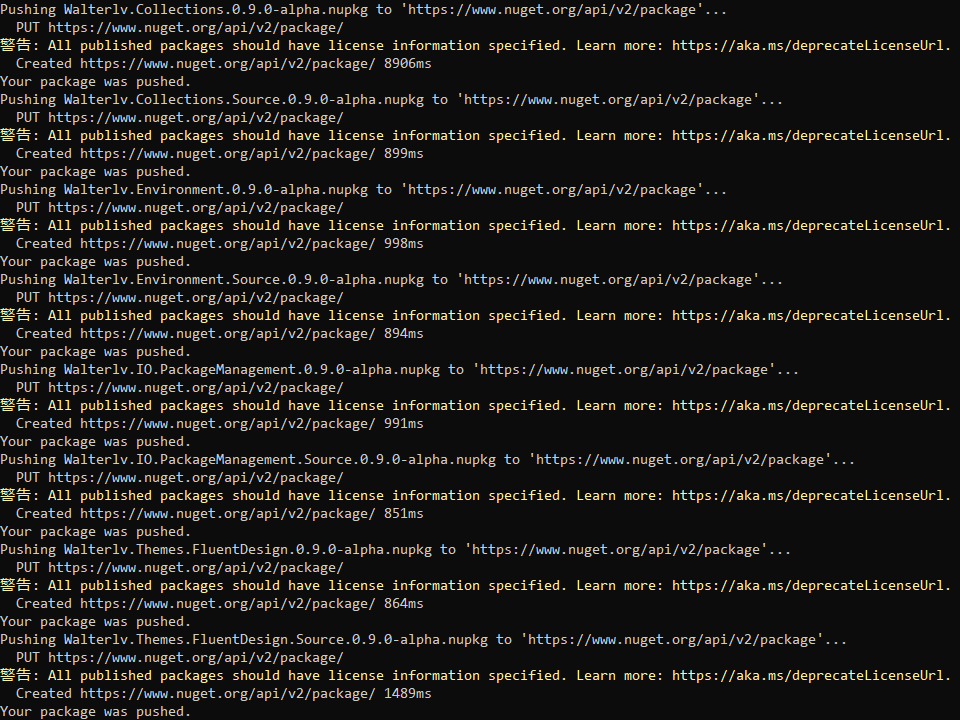 Pushing Walterlv.Collections.0.9.0-alpha.nupkg to 'https://www.nuget.org/api/v2/package'...
PUT https://www.nuget.org/api/v2/package/
警告: All published packages should have license information specified. Learn more: https://aka.ms/deprecateLicenseUrl.
Created https://www.nuget.org/api/v2/package/ 8906ms
Your package was pushed.
Pushing Walterlv.Collections.Source.0.9.0-alpha.nupkg to 'https://www.nuget.org/api/v2/package'...
PUT https://www.nuget.org/api/v2/package/
警告: All published packages should have license information specified. Learn more: https://aka.ms/deprecateLicenseUrl.
Created https://www.nuget.org/api/v2/package/ 899ms
Your package was pushed.
Pushing Walterlv.Environment.0.9.0-alpha.nupkg to 'https://www.nuget.org/api/v2/package'...
PUT https://www.nuget.org/api/v2/package/
警告: All published packages should have license information specified. Learn more: https://aka.ms/deprecateLicenseUrl.
Created https://www.nuget.org/api/v2/package/ 998ms
Your package was pushed.
Pushing Walterlv.Environment.Source.0.9.0-alpha.nupkg to 'https://www.nuget.org/api/v2/package'...
PUT https://www.nuget.org/api/v2/package/
警告: All published packages should have license information specified. Learn more: https://aka.ms/deprecateLicenseUrl.
Created https://www.nuget.org/api/v2/package/ 894ms
Your package was pushed.
Pushing Walterlv.IO.PackageManagement.0.9.0-alpha.nupkg to 'https://www.nuget.org/api/v2/package'...
PUT https://www.nuget.org/api/v2/package/
警告: All published packages should have license information specified. Learn more: https://aka.ms/deprecateLicenseUrl.
Created https://www.nuget.org/api/v2/package/ 991ms
Your package was pushed.
Pushing Walterlv.IO.PackageManagement.Source.0.9.0-alpha.nupkg to 'https://www.nuget.org/api/v2/package'...
PUT https://www.nuget.org/api/v2/package/
警告: All published packages should have license information specified. Learn more: https://aka.ms/deprecateLicenseUrl.
Created https://www.nuget.org/api/v2/package/ 851ms
Your package was pushed.
Pushing Walterlv.Themes.FluentDesign.0.9.0-alpha.nupkg to 'https://www.nuget.org/api/v2/package'...
PUT https://www.nuget.org/api/v2/package/
警告: All published packages should have license information specified. Learn more: https://aka.ms/deprecateLicenseUrl.
Created https://www.nuget.org/api/v2/package/ 864ms
Your package was pushed.
Pushing Walterlv.Themes.FluentDesign.Source.0.9.0-alpha.nupkg to 'https://www.nuget.org/api/v2/package'...
PUT https://www.nuget.org/api/v2/package/
警告: All published packages should have license information specified. Learn more: https://aka.ms/deprecateLicenseUrl.
Created https://www.nuget.org/api/v2/package/ 1489ms
Your package was pushed.